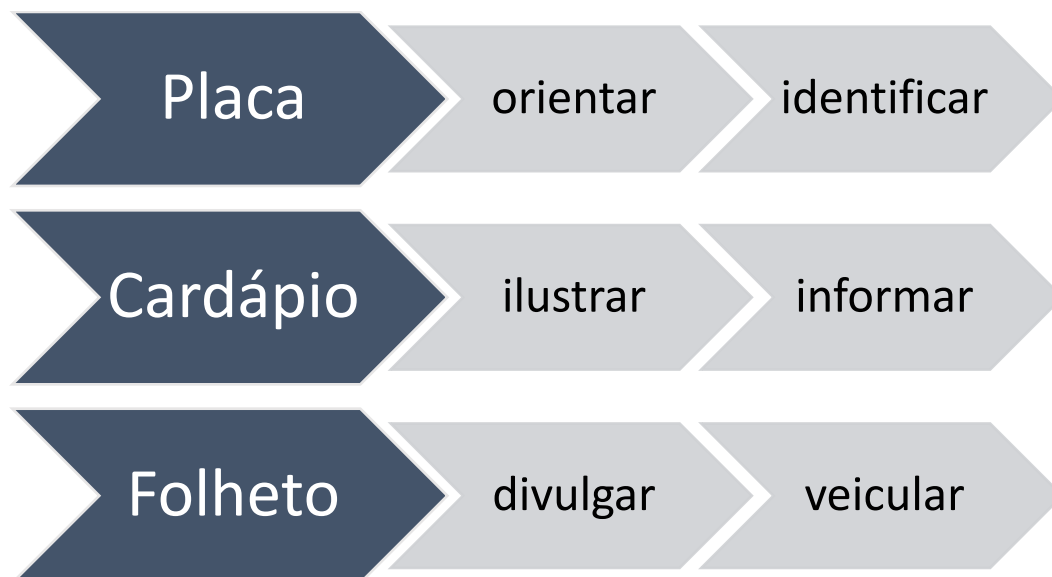 Placa orientar identificar
Cardápio ilustrar informar
Folheto divulgar veicular